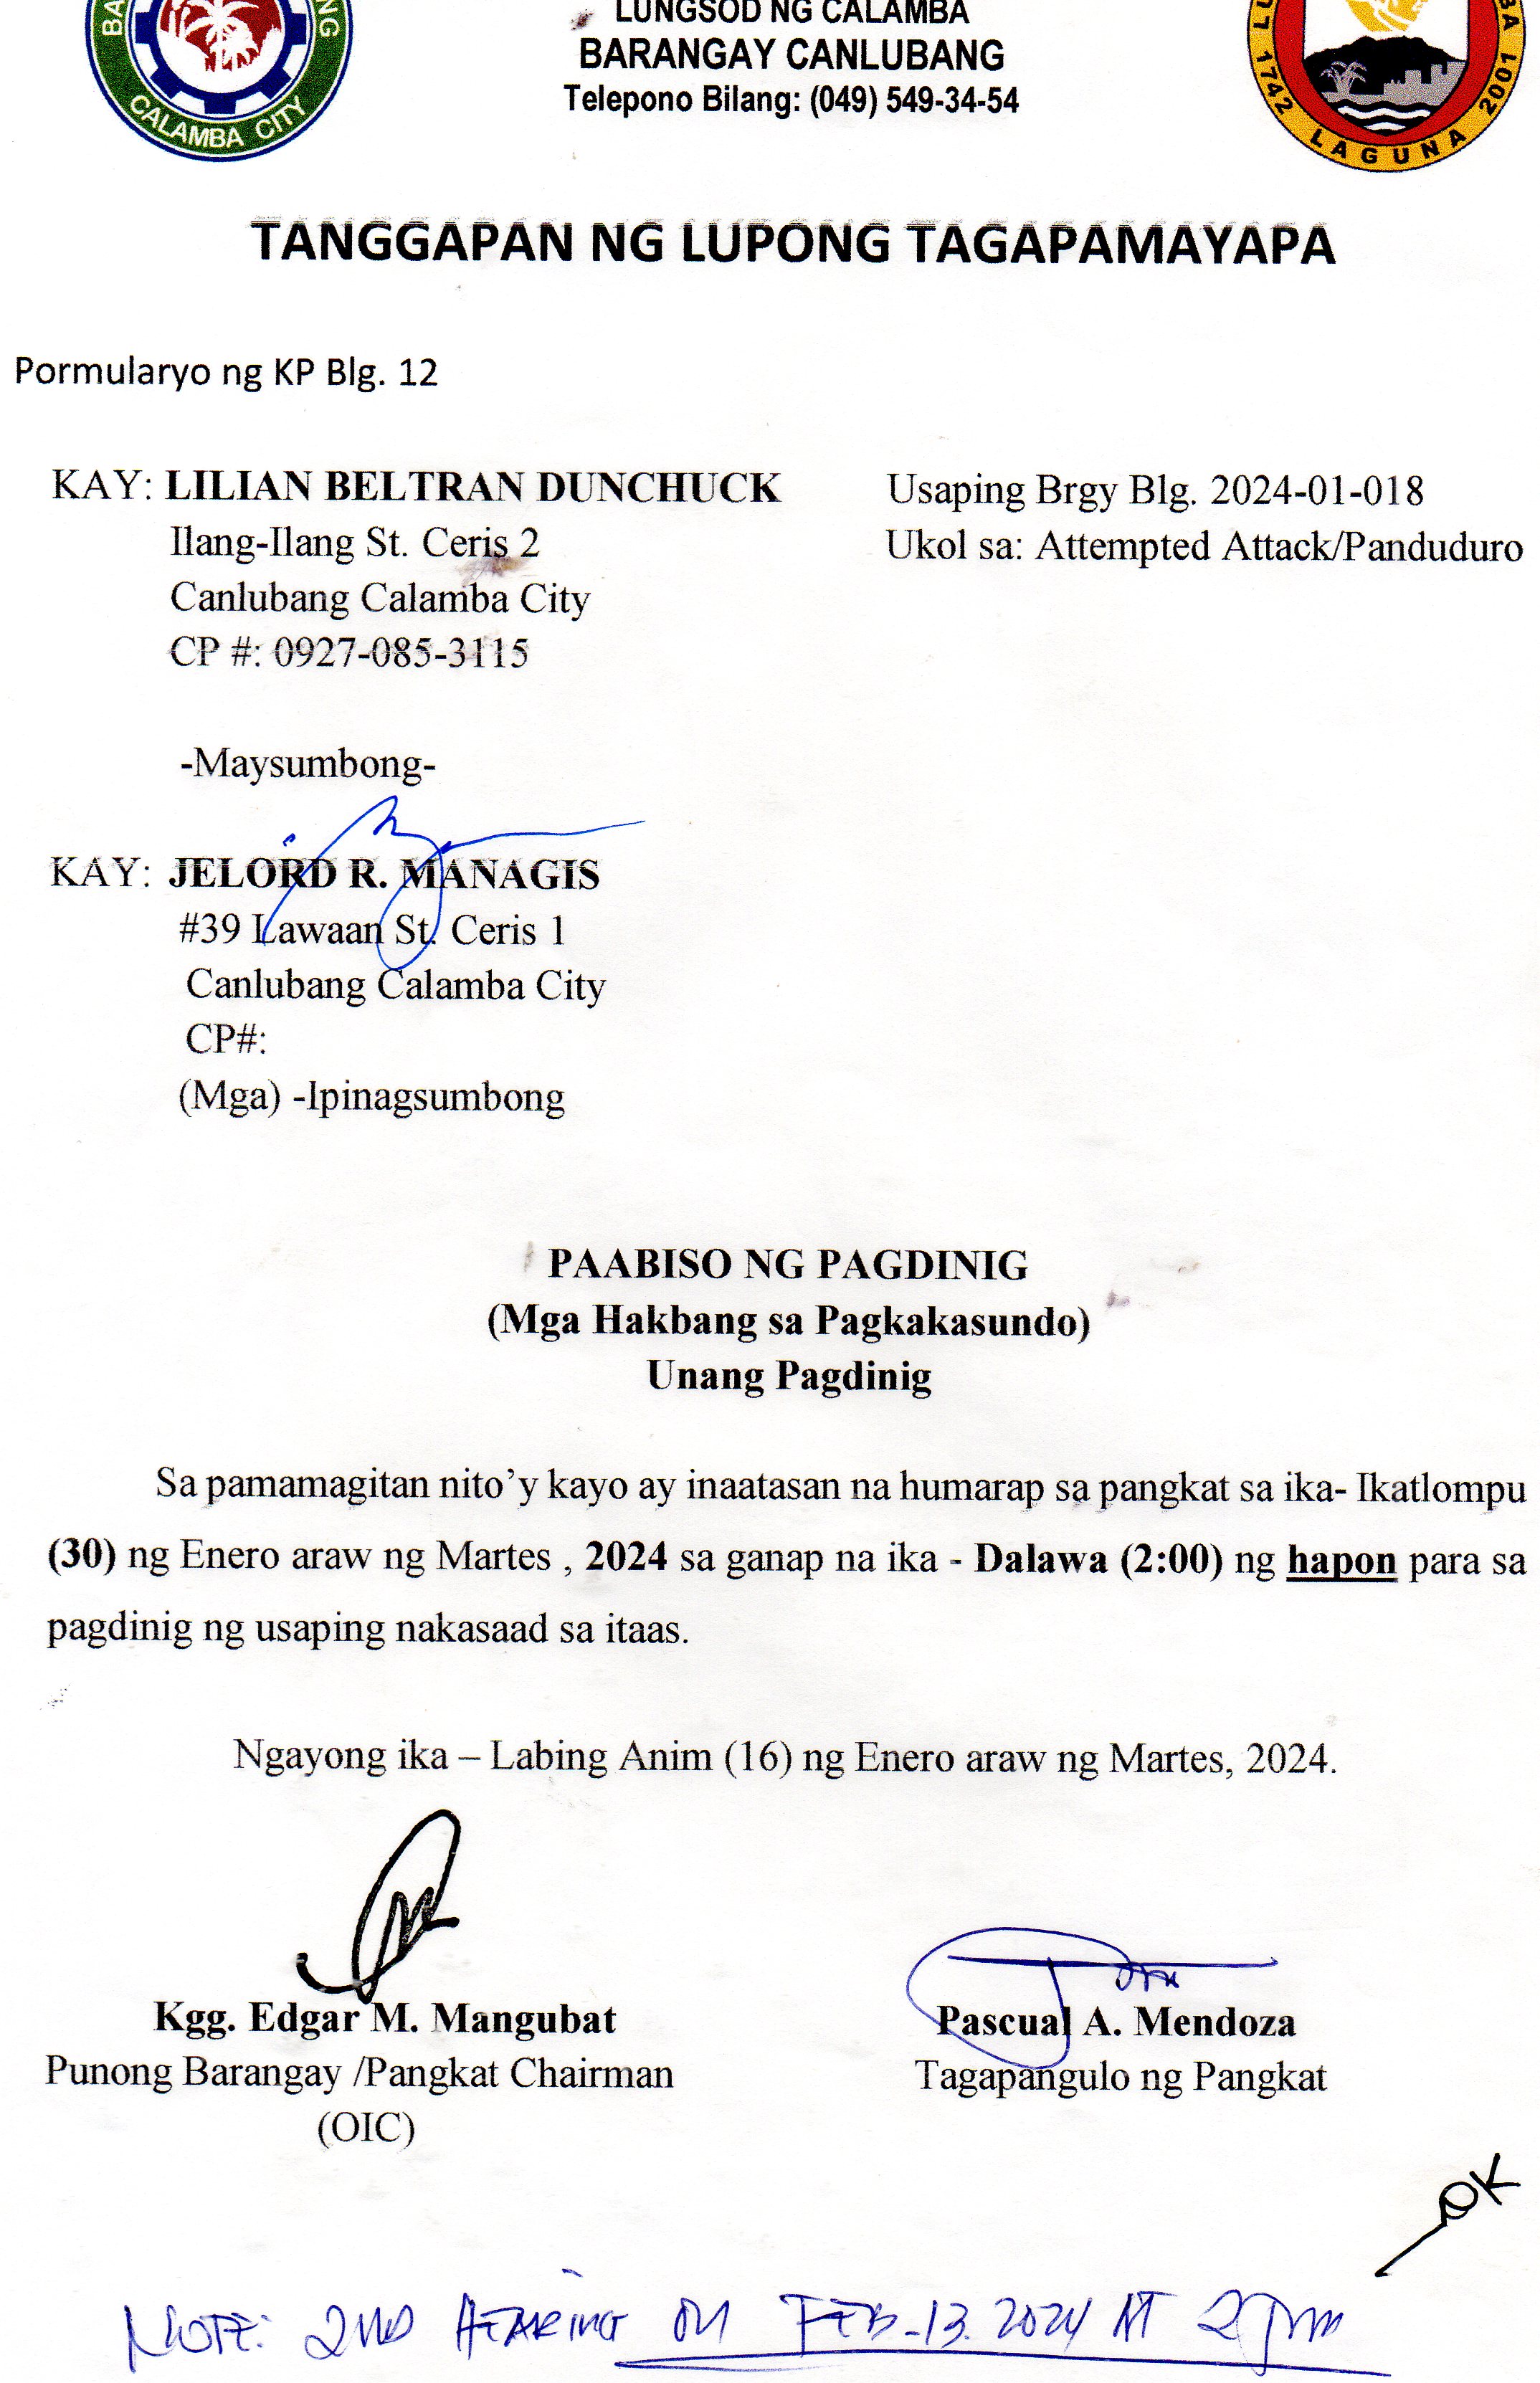 LUNGSOD NG CALAMBA
BARANGAY CANLUBANG
Telepono Bilang: (049) 549-34-54
CALAMBA CITY
1742 LAGUNA 2001
TANGGAPAN NG LUPONG TAGAPAMAYAPA
Pormularyo ng KP Blg. 12
KAY: LILIAN BELTRAN DUNCHUCK
Usaping Brgy Blg. 2024-01-018
Ilang-Ilang St. Ceris 2
Ukol sa: Attempted Attack/Panduduro
Canlubang Calamba City
CP #: 0927-085-3115
-Maysumbong-
KAY: JELORD R. MANAGIS
#39 Lawaan St. Ceris 1
Canlubang Calamba City
CP#:
(Mga) -Ipinagsumbong
PAABISO NG PAGDINIG
(Mga Hakbang sa Pagkakasundo)
Unang Pagdinig
Sa pamamagitan nito’y kayo ay inaatasan na humarap sa pangkat sa ika- Ikatlompu
(30) ng Enero araw ng Martes , 2024 sa ganap na ika - Dalawa (2:00) ng hapon para sa
pagdinig ng usaping nakasaad sa itaas.
Ngayong ika – Labing Anim (16) ng Enero araw ng Martes, 2024.
Kgg. Edgar M. Mangubat
Pascual A. Mendoza
Punong Barangay /Pangkat Chairman
Tagapangulo ng Pangkat
(OIC)
OK
NOTE: 2ND HEARING ON FEB-13. 2024 AT 2 pm